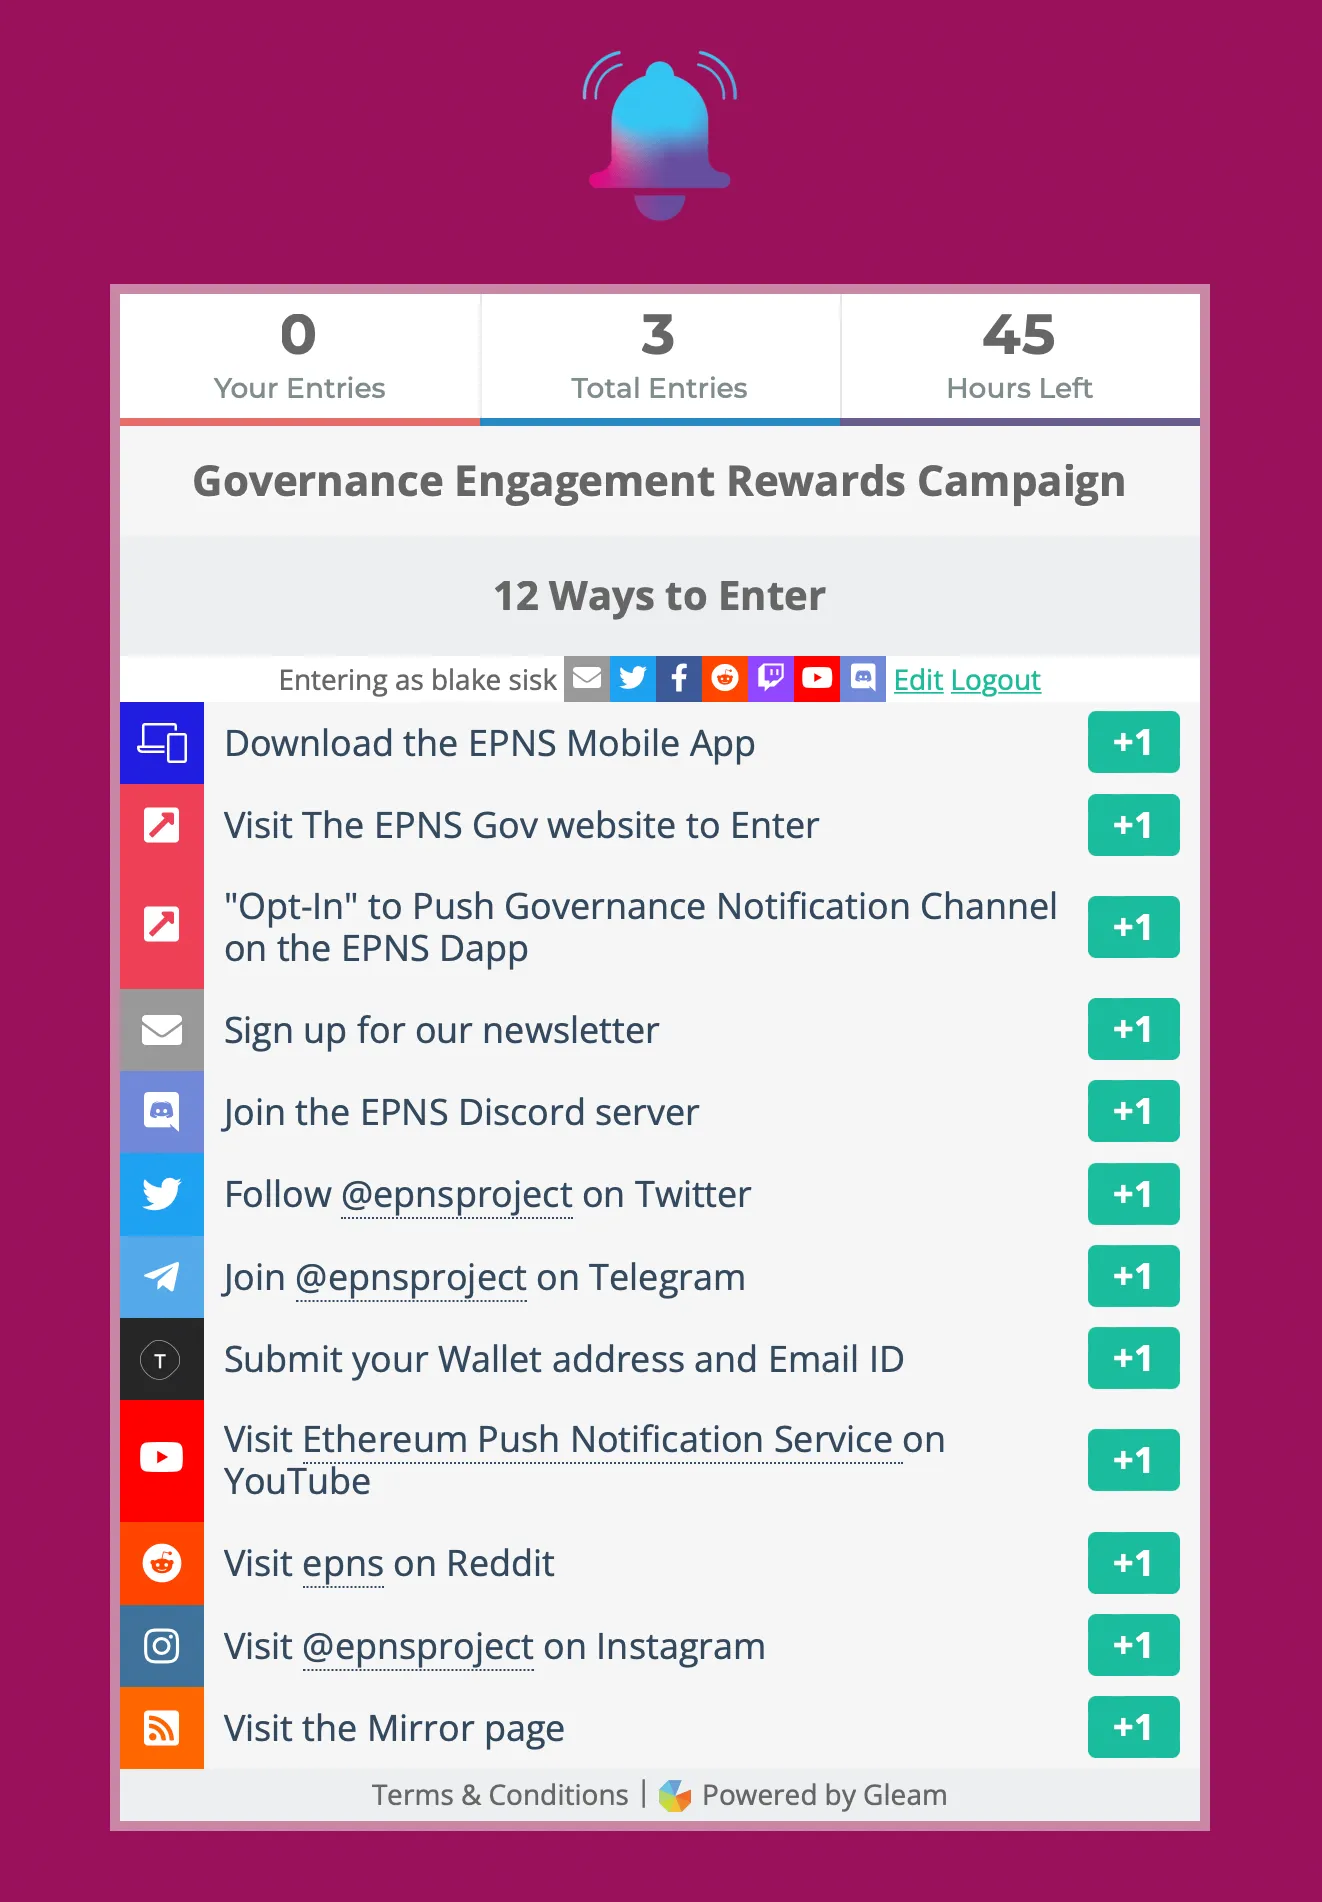 0
Your Entries
3
Total Entries
45
Hours Left
Governance Engagement Rewards Campaign
12 Ways to Enter
Entering as blake sisk Edit Logout
Download the EPNS Mobile App +1
Visit The EPNS Gov website to Enter +1
"Opt-In" to Push Governance Notification Channel
on the EPNS Dapp +1
Sign up for our newsletter +1
Join the EPNS Discord server +1
Follow @epnsproject on Twitter +1
Join @epnsproject on Telegram +1
T Submit your Wallet address and Email ID +1
Visit Ethereum Push Notification Service on
YouTube +1
Visit epns on Reddit +1
Visit @epnsproject on Instagram +1
Visit the Mirror page +1
Terms & Conditions | Powered by Gleam